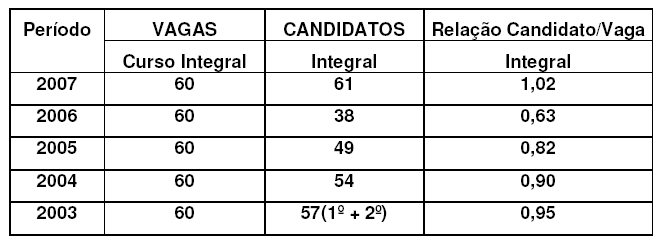 Período VAGAS CANDIDATOS Relação Candidato/Vaga
Curso Integral Integral Integral
2007 60 61 1,02
2006 60 38 0,63
2005 60 49 0,82
2004 60 54 0,90
2003 60 57(1º + 2º) 0,95